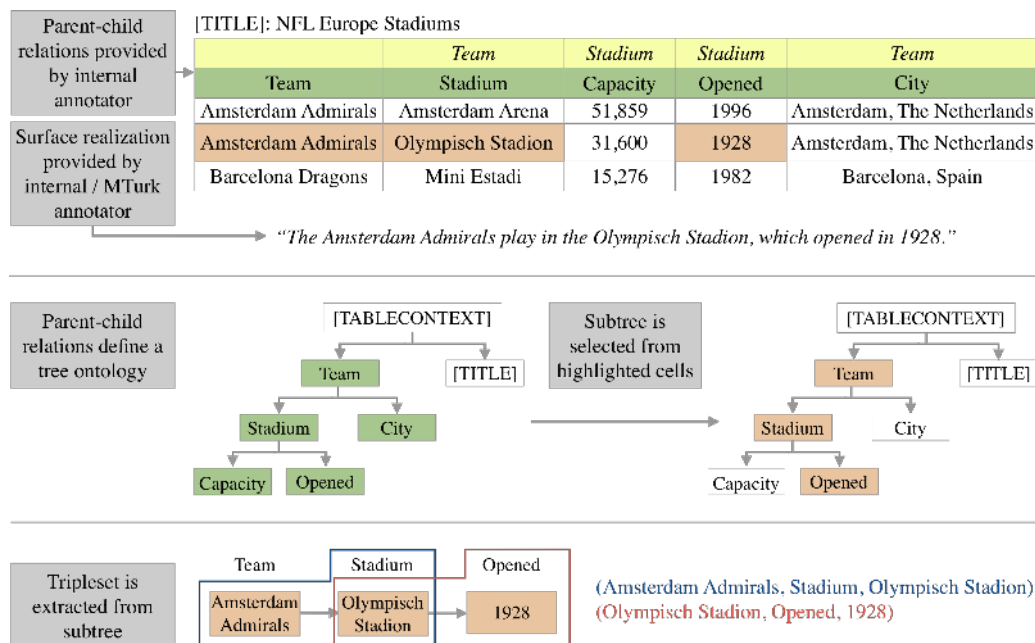 Parent-child
relations provided
by internal
annotator
[TITLE]: NFL Europe Stadiums
Team Stadium Stadium Team
Team Stadium Capacity Opened City
Amsterdam Admirals Amsterdam Arena 51,859 1996 Amsterdam, The Netherlands
Amsterdam Admirals Olympisch Stadion 31,600 1928 Amsterdam, The Netherlands
Barcelona Dragons Mini Estadi 15,276 1982 Barcelona, Spain
Surface realization
provided by
internal / MTurk
annotator
“The Amsterdam Admirals play in the Olympisch Stadion, which opened in 1928.”
Parent-child
relations define a
tree ontology
[TABLECONTEXT]
Team [TITLE]
Stadium City
Capacity Opened
Subtree is
selected from
highlighted cells
[TABLECONTEXT]
Team [TITLE]
Stadium City
Capacity Opened
Tripleset is
extracted from
subtree
Team Stadium Opened
Amsterdam
Admirals
Olympisch
Stadion
1928
(Amsterdam Admirals, Stadium, Olympisch Stadion)
(Olympisch Stadion, Opened, 1928)